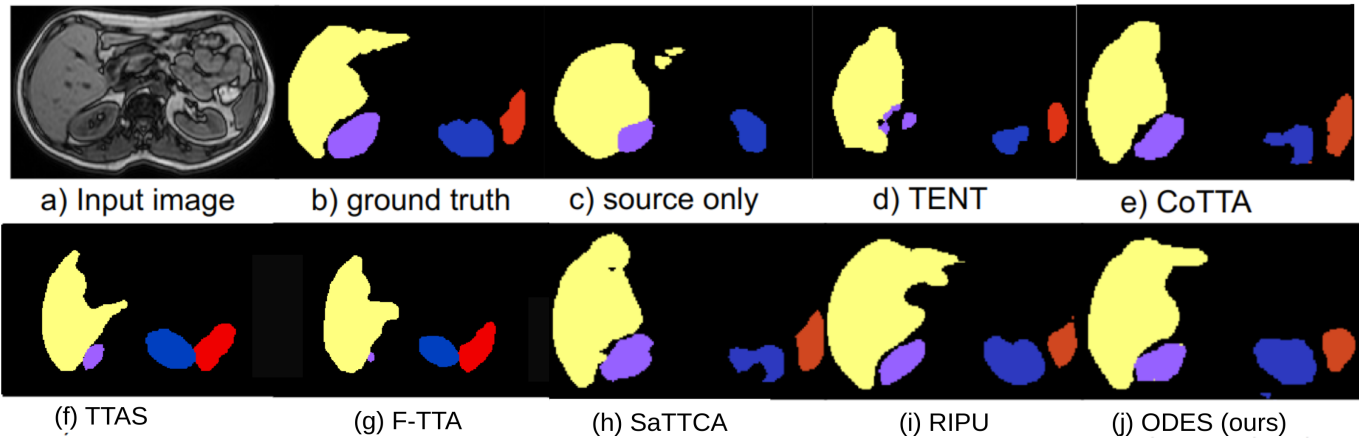 a) Input image
b) ground truth
c) source only
d) TENT
e) CoTTA
(f) TTAS
(g) F-TTA
(h) SaTTCA
(i) RIPU
(j) ODES (ours)